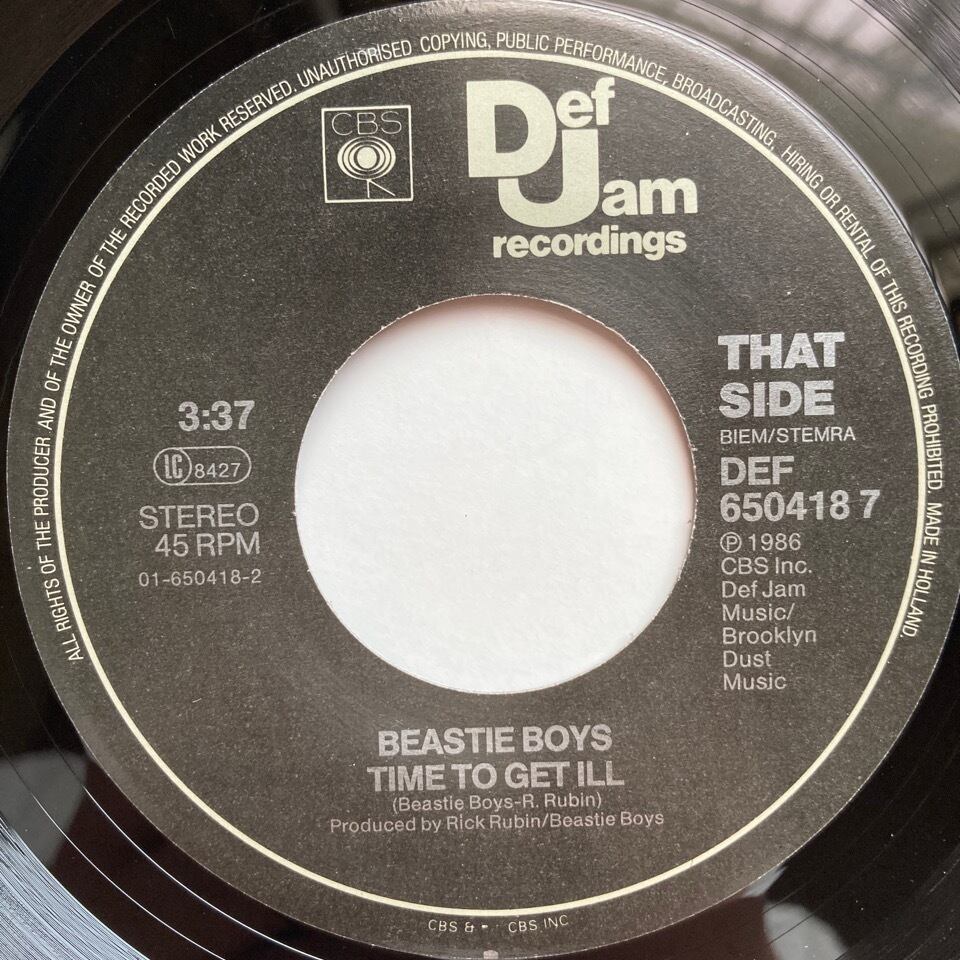 ALL RIGHTS OF THE PRODUCER AND OF THE OWNER OF THE RECORDED WORK RESERVED. UNAUTHORISED COPYING, PUBLIC PERFORMANCE, BROADCASTING, HIRING OR RENTAL OF THIS RECORDING PROHIBITED. MADE IN HOLLAND.
CBS
Def
Jam
recordings
THAT
SIDE
BIEM/STEMRA
DEF
650418 7
℗ 1986
CBS Inc.
Def Jam
Music/
Brooklyn
Dust
Music
3:37
LC 8427
STEREO
45 RPM
01-650418-2
BEASTIE BOYS
TIME TO GET ILL
(Beastie Boys-R. Rubin)
Produced by Rick Rubin/Beastie Boys
CBS & CBS INC